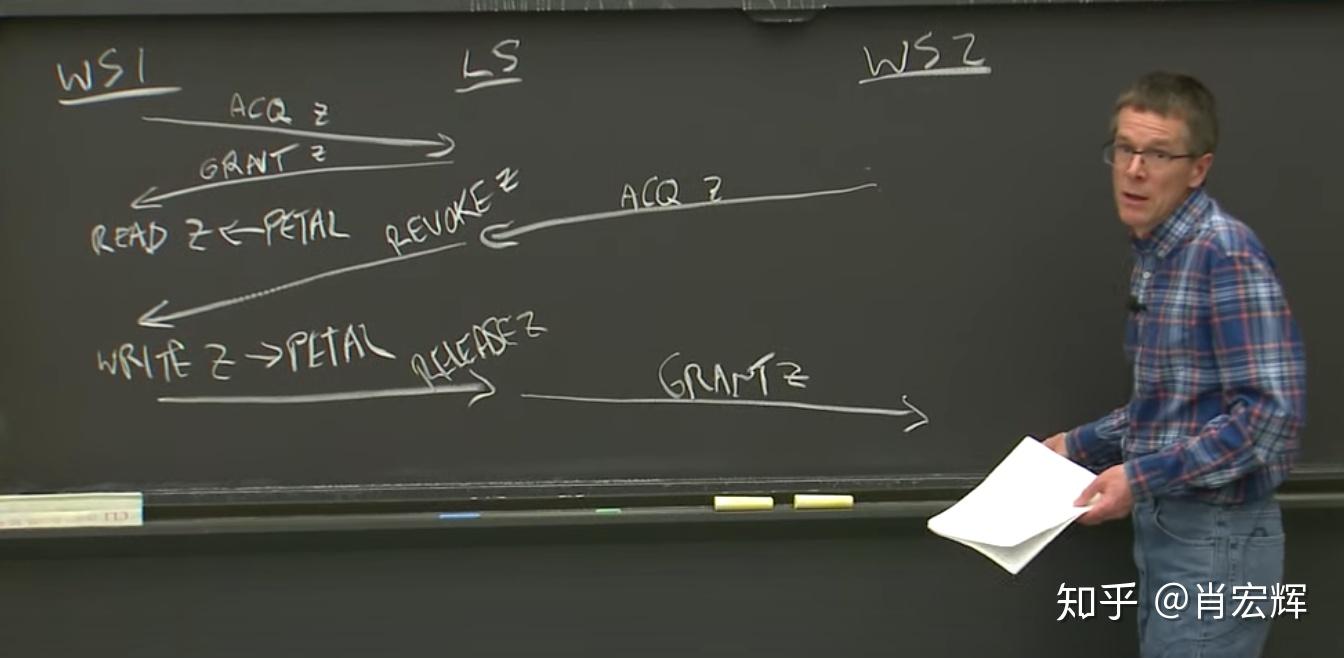 WS1 LS WS2
ACQ Z
GRANT Z
REVOKE Z
ACQ Z
READ Z ← PETAL
WRITE Z → PETAL
RELEASE Z
GRANT Z
知乎 @肖宏辉